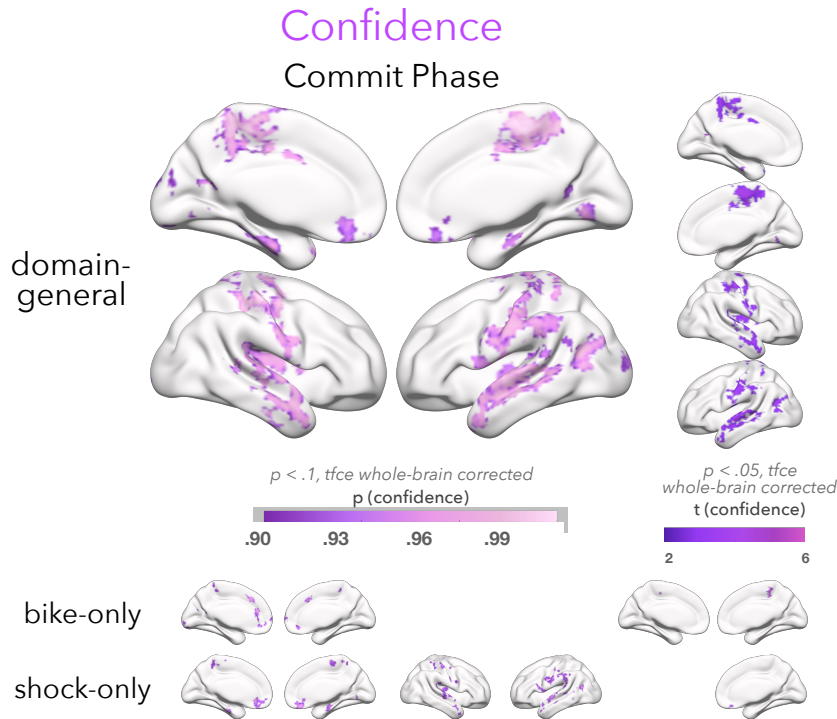 Confidence
Commit Phase
domain-
general
p < .1, tfce whole-brain corrected
p (confidence)
.90 .93 .96 .99
p < .05, tfce
whole-brain corrected
t (confidence)
2 6
bike-only
shock-only